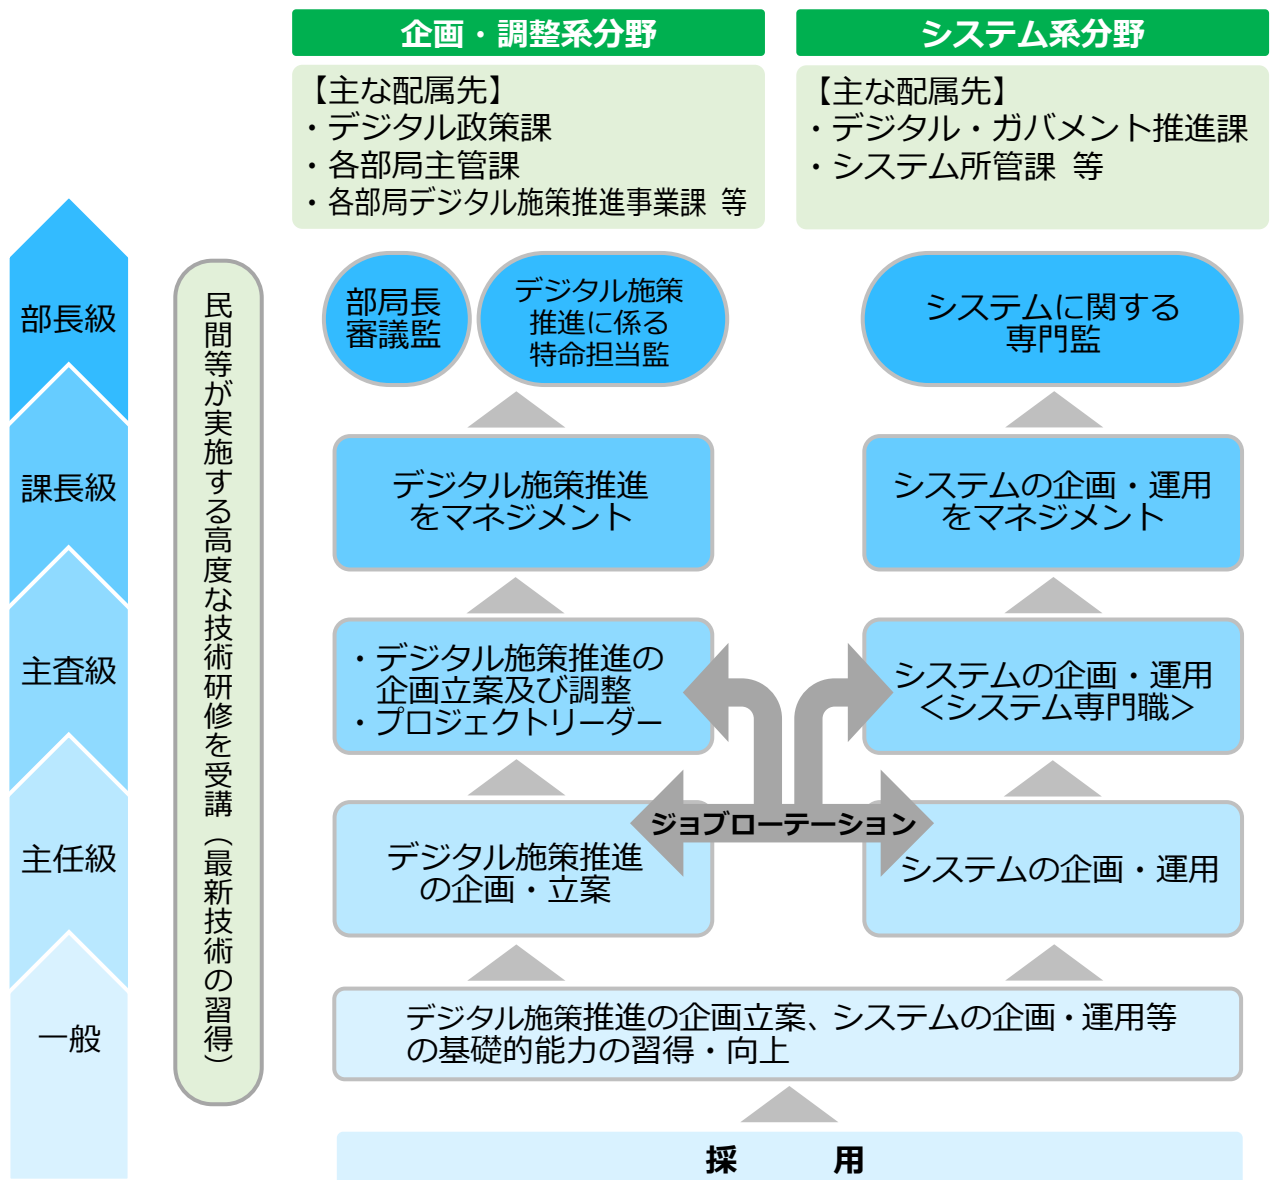 企画・調整系分野
システム系分野
【主な配属先】
・デジタル政策課
・各部局主管課
・各部局デジタル施策推進事業課 等
【主な配属先】
・デジタル・ガバメント推進課
・システム所管課 等
部長級
課長級
主査級
主任級
一般
民間等が実施する高度な技術研修を受講（最新技術の習得）
部局長
審議監
デジタル施策
推進に係る
特命担当監
システムに関する
専門監
デジタル施策推進
をマネジメント
システムの企画・運用
をマネジメント
・デジタル施策推進の
企画立案及び調整
・プロジェクトリーダー
システムの企画・運用
<システム専門職>
ジョブローテーション
デジタル施策推進
の企画・立案
システムの企画・運用
デジタル施策推進の企画立案、システムの企画・運用等
の基礎的能力の習得・向上
採　用